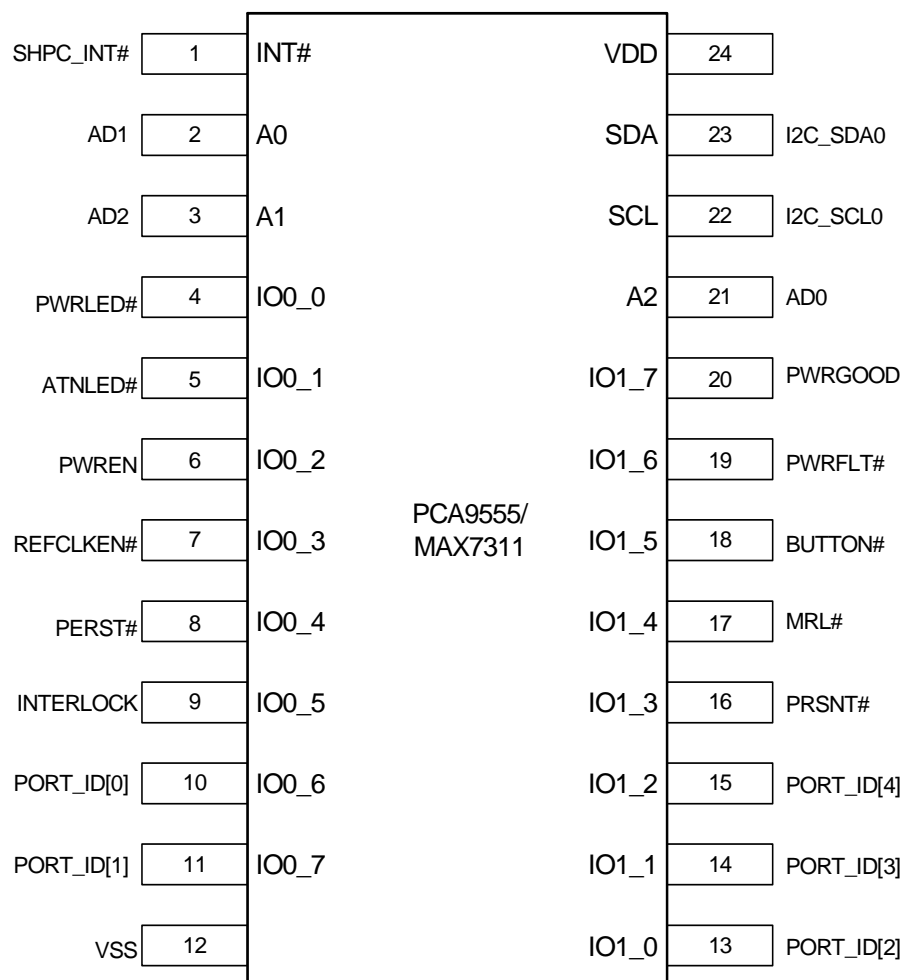 SHPC_INT# 1 INT# VDD 24
AD1 2 A0 SDA 23 I2C_SDA0
AD2 3 A1 SCL 22 I2C_SCL0
PWRLED# 4 IO0_0 A2 21 AD0
ATNLED# 5 IO0_1 IO1_7 20 PWRGOOD
PWREN 6 IO0_2 IO1_6 19 PWRFLT#
PCA9555/
MAX7311
REFCLKEN# 7 IO0_3 IO1_5 18 BUTTON#
PERST# 8 IO0_4 IO1_4 17 MRL#
INTERLOCK 9 IO0_5 IO1_3 16 PRSNT#
PORT_ID[0] 10 IO0_6 IO1_2 15 PORT_ID[4]
PORT_ID[1] 11 IO0_7 IO1_1 14 PORT_ID[3]
VSS 12 IO1_0 13 PORT_ID[2]